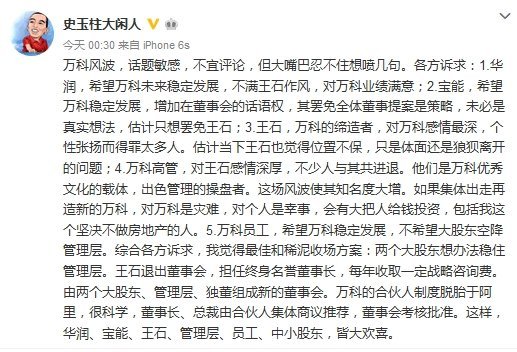 史玉柱大闲人
今天 00:30 来自 iPhone 6s
万科风波，话题敏感，不宜评论，但大嘴巴忍不住想喷几句。各方诉求：1.华
润，希望万科未来稳定发展，不满王石作风，对万科业绩满意；2.宝能，希望
万科稳定发展，增加在董事会的话语权，其罢免全体董事提案是策略，未必是
真实想法，估计只想罢免王石；3.王石，万科的缔造者，对万科感情最深，个
性张扬而得罪太多人。估计当下王石也觉得位置不保，只是体面还是狼狈离开
的问题；4.万科高管，对王石感情深厚，不少人与其共进退。他们是万科优秀
文化的载体，出色管理的操盘者。这场风波使其知名度大增。如果集体出走再
造新的万科，对万科是灾难，对个人是幸事，会有大把人给钱投资，包括我这
个坚决不做房地产的人。5.万科员工，希望万科稳定发展，不希望大股东空降
管理层。综合各方诉求，我觉得最佳和稀泥收场方案：两个大股东想办法稳住
管理层。王石退出董事会，担任终身名誉董事长，每年收取一定战略咨询费。
由两个大股东、管理层、独董组成新的董事会。万科的合伙人制度脱胎于阿
里，很科学，董事长、总裁由合伙人集体商议推荐，董事会考核批准。这样，
华润、宝能、王石、管理层、员工、中小股东，皆大欢喜。